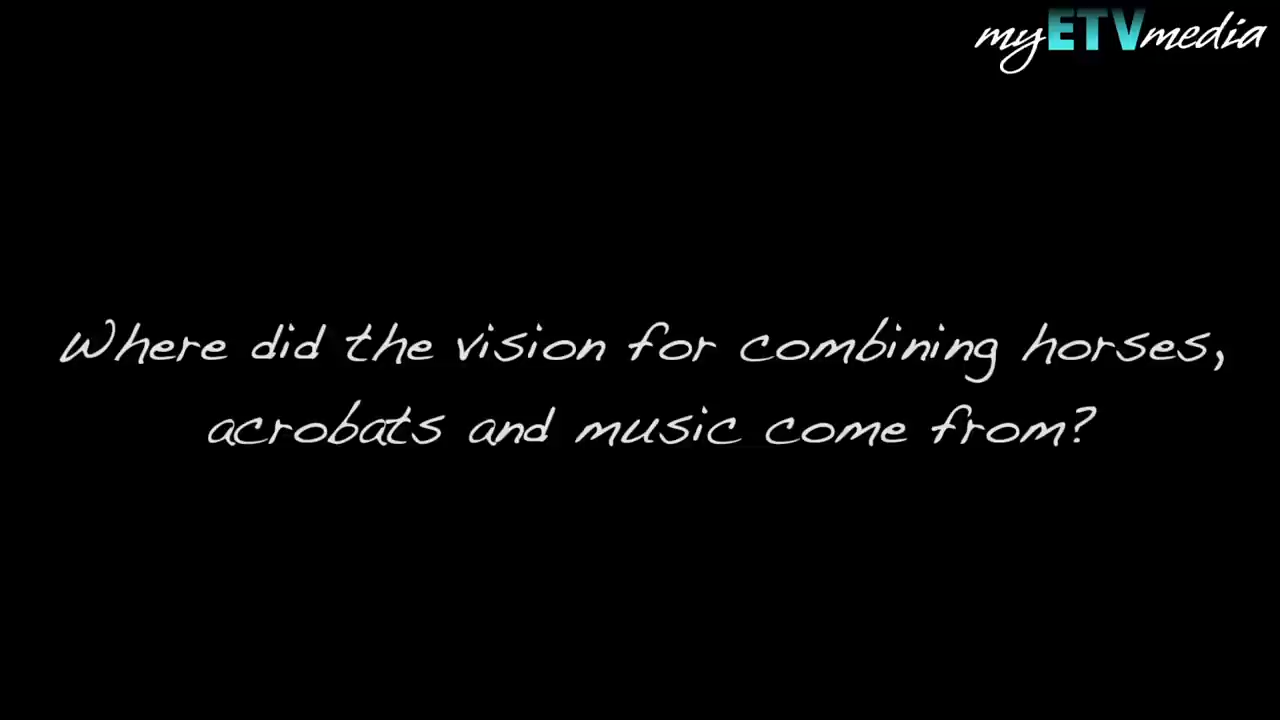 myETVmedia
Where did the vision for combining horses,
acrobats and music come from?